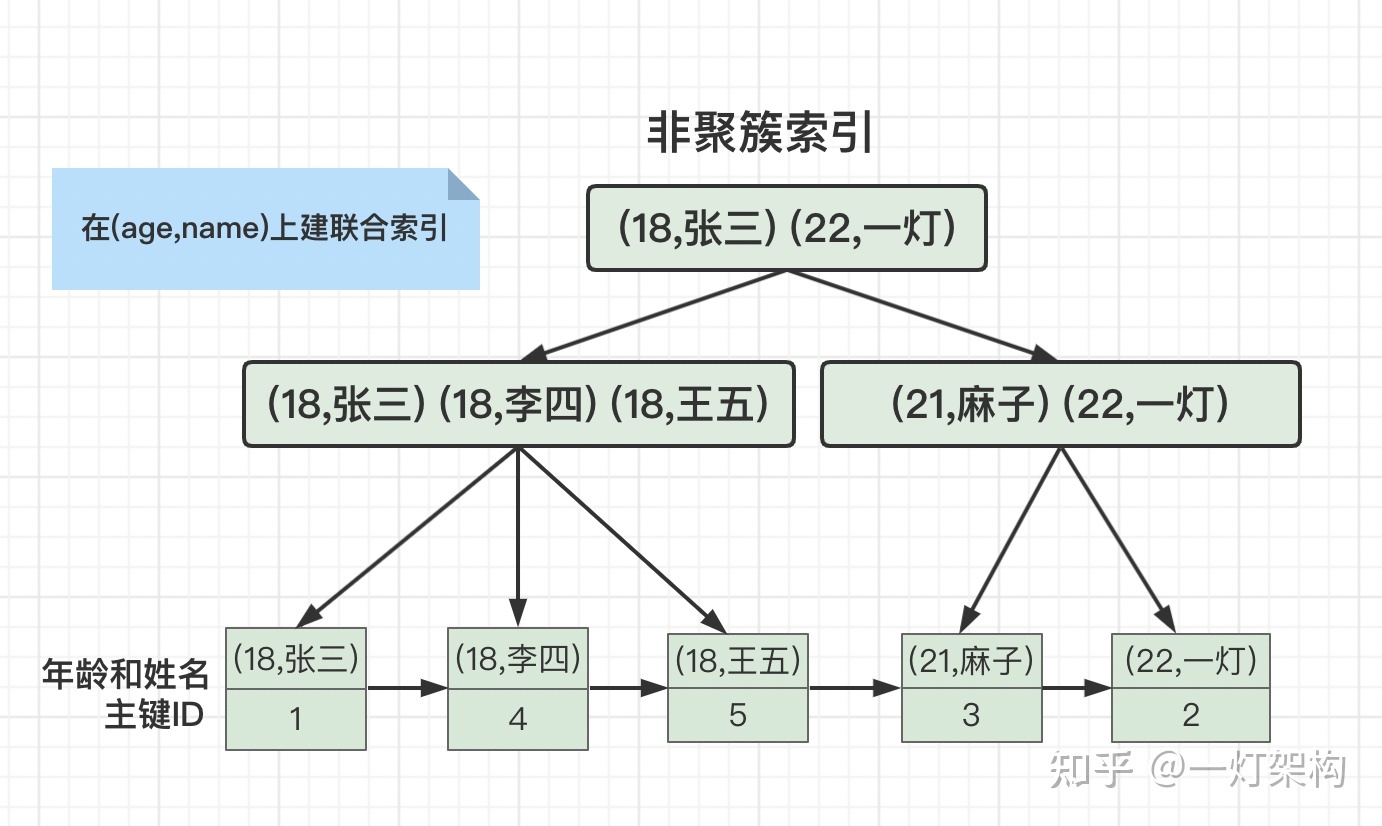 非聚簇索引
在(age,name)上建联合索引
(18,张三) (22,一灯)
(18,张三) (18,李四) (18,王五)
(21,麻子) (22,一灯)
年龄和姓名
主键ID
(18,张三)
1
(18,李四)
4
(18,王五)
5
(21,麻子)
3
(22,一灯)
2
知乎 @一灯架构